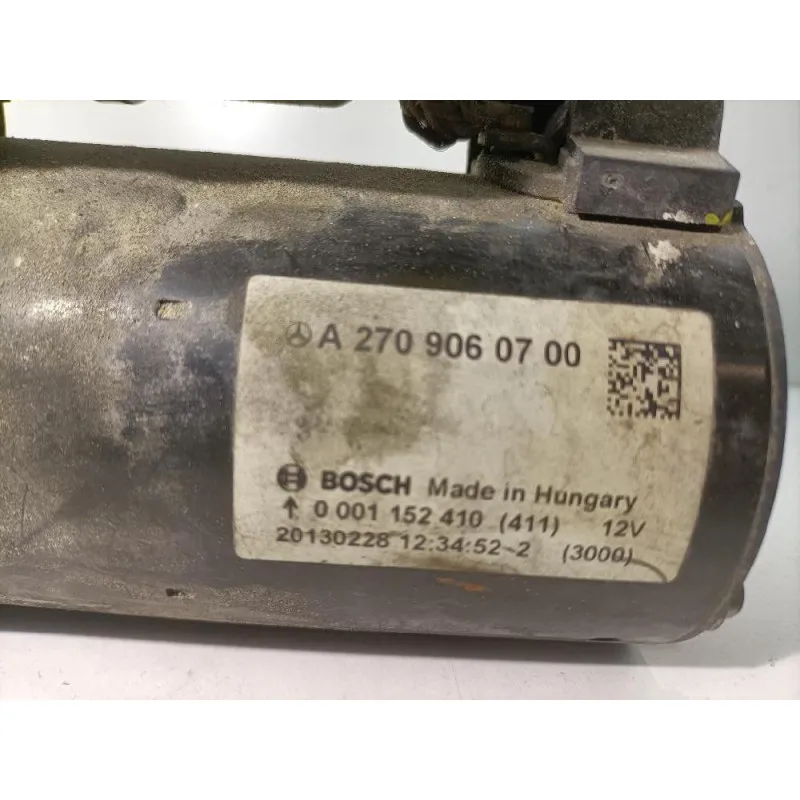 A 270 906 07 00
BOSCH Made in Hungary
↑ 0 001 152 410 (411) 12V
20130228 12:34:52-2 (3000)